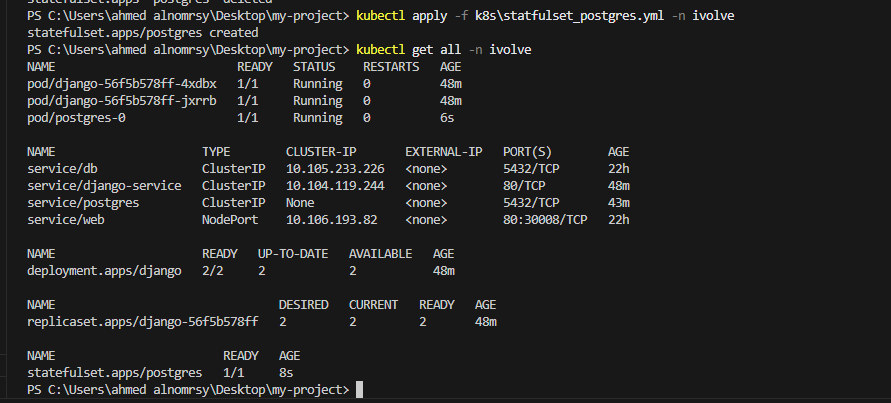 statefulset.apps "postgres" deleted
PS C:\Users\ahmed alnomrsy\Desktop\my-project> kubectl apply -f k8s\statfulset_postgres.yml -n ivolve
statefulset.apps/postgres created
PS C:\Users\ahmed alnomrsy\Desktop\my-project> kubectl get all -n ivolve
NAME READY STATUS RESTARTS AGE
pod/django-56f5b578ff-4xdbx 1/1 Running 0 48m
pod/django-56f5b578ff-jxrrb 1/1 Running 0 48m
pod/postgres-0 1/1 Running 0 6s
NAME TYPE CLUSTER-IP EXTERNAL-IP PORT(S) AGE
service/db ClusterIP 10.105.233.226 <none> 5432/TCP 22h
service/django-service ClusterIP 10.104.119.244 <none> 80/TCP 48m
service/postgres ClusterIP None <none> 5432/TCP 43m
service/web NodePort 10.106.193.82 <none> 80:30008/TCP 22h
NAME READY UP-TO-DATE AVAILABLE AGE
deployment.apps/django 2/2 2 2 48m
NAME DESIRED CURRENT READY AGE
replicaset.apps/django-56f5b578ff 2 2 2 48m
NAME READY AGE
statefulset.apps/postgres 1/1 8s
PS C:\Users\ahmed alnomrsy\Desktop\my-project>